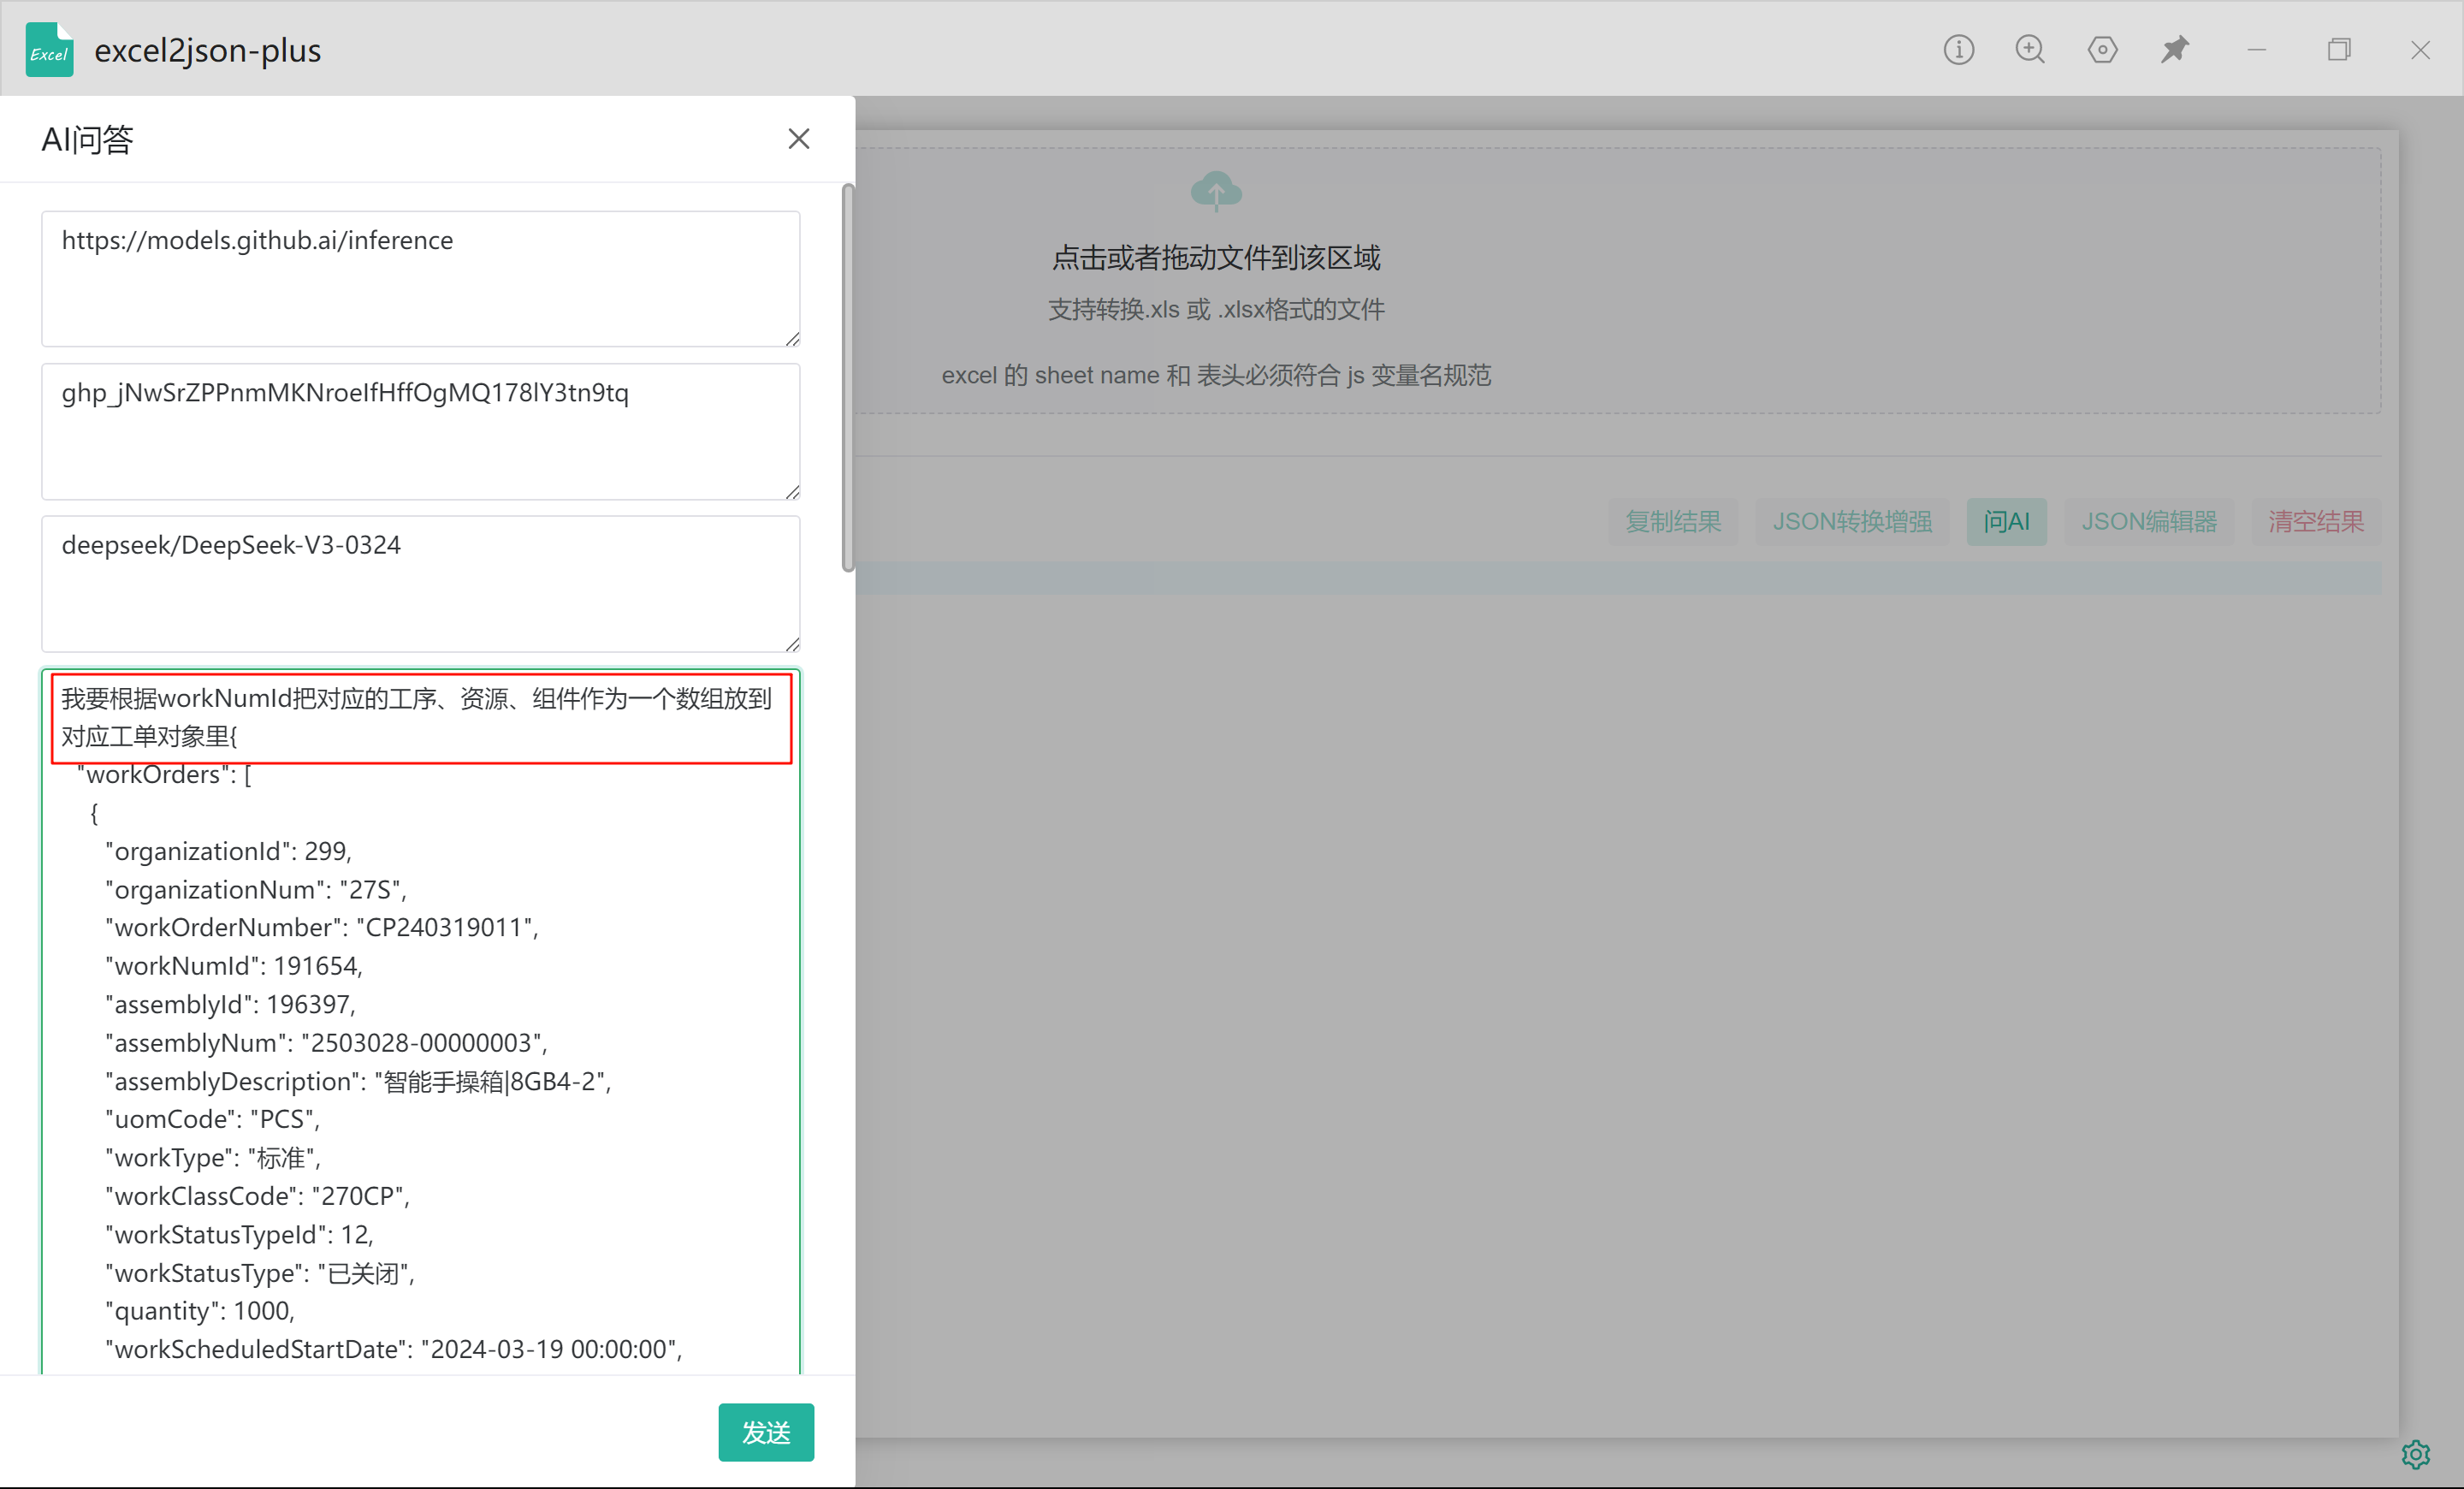 Excel
excel2json-plus
AI问答
https://models.github.ai/inference
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
deepseek/DeepSeek-V3-0324
我要根据workNumId把对应的工序、资源、组件作为一个数组放到
对应工单对象里{
"workOrders": [
{
"organizationId": 299,
"organizationNum": "27S",
"workOrderNumber": "CP240319011",
"workNumId": 191654,
"assemblyId": 196397,
"assemblyNum": "2503028-00000003",
"assemblyDescription": "智能手操箱|8GB4-2",
"uomCode": "PCS",
"workType": "标准",
"workClassCode": "270CP",
"workStatusTypeId": 12,
"workStatusType": "已关闭",
"quantity": 1000,
"workScheduledStartDate": "2024-03-19 00:00:00",
发送
点击或者拖动文件到该区域
支持转换.xls 或 .xlsx格式的文件
excel 的 sheet name 和 表头必须符合 js 变量名规范
复制结果 JSON转换增强 问AI JSON编辑器 清空结果